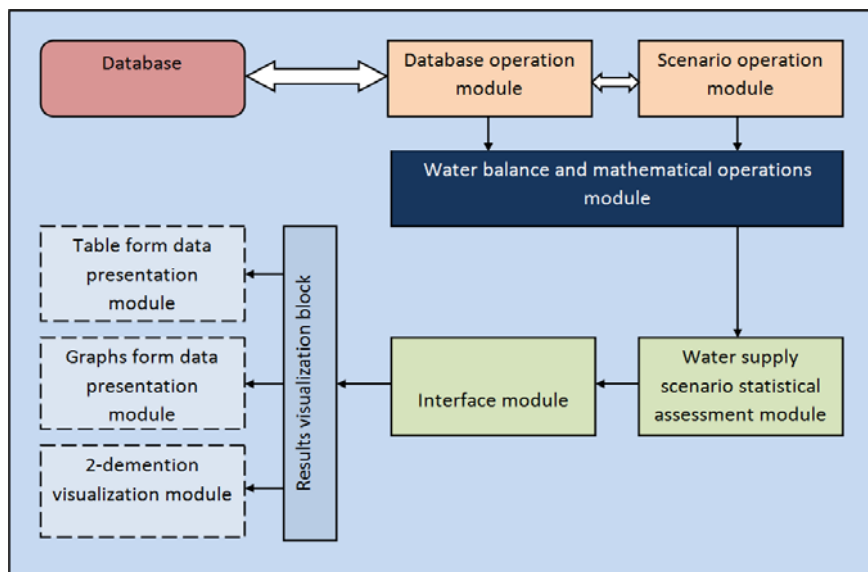 Database
Database operation
module
Scenario operation
module
Water balance and mathematical operations
module
Table form data
presentation
module
Graphs form data
presentation
module
2-demention
visualization module
Results visualization block
Interface module
Water supply
scenario statistical
assessment module